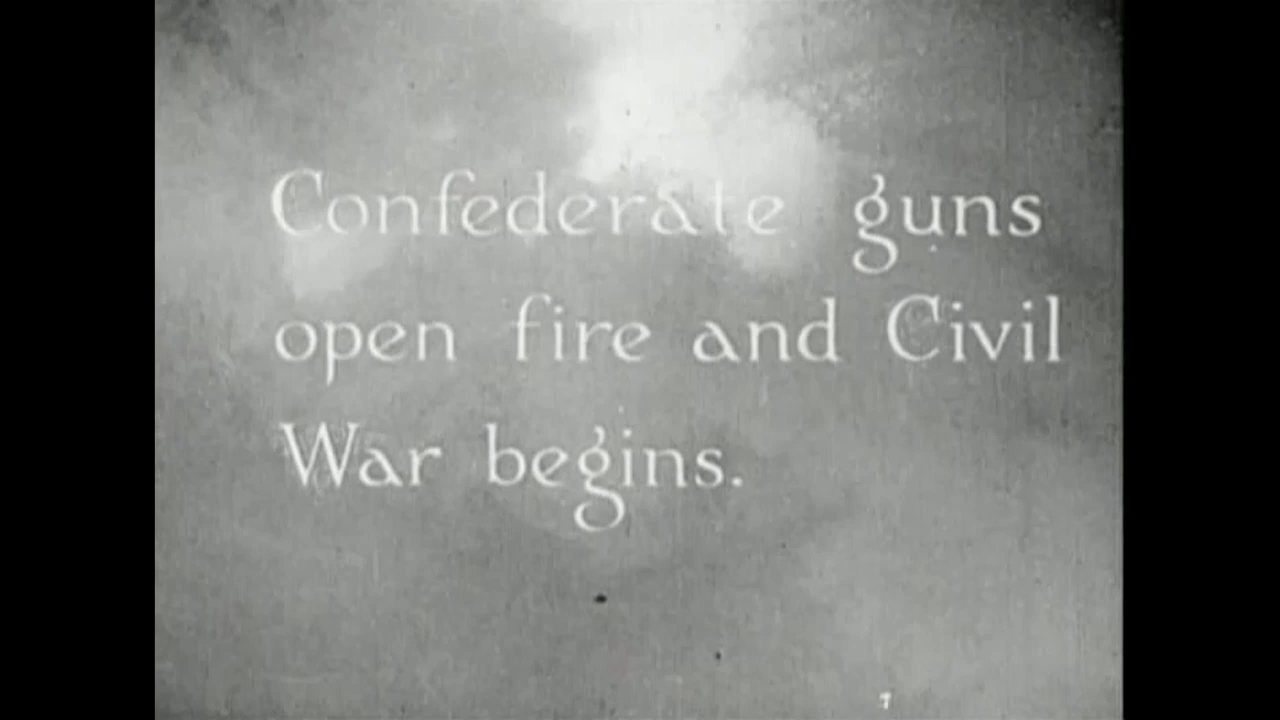 Confederate guns
open fire and Civil
War begins.